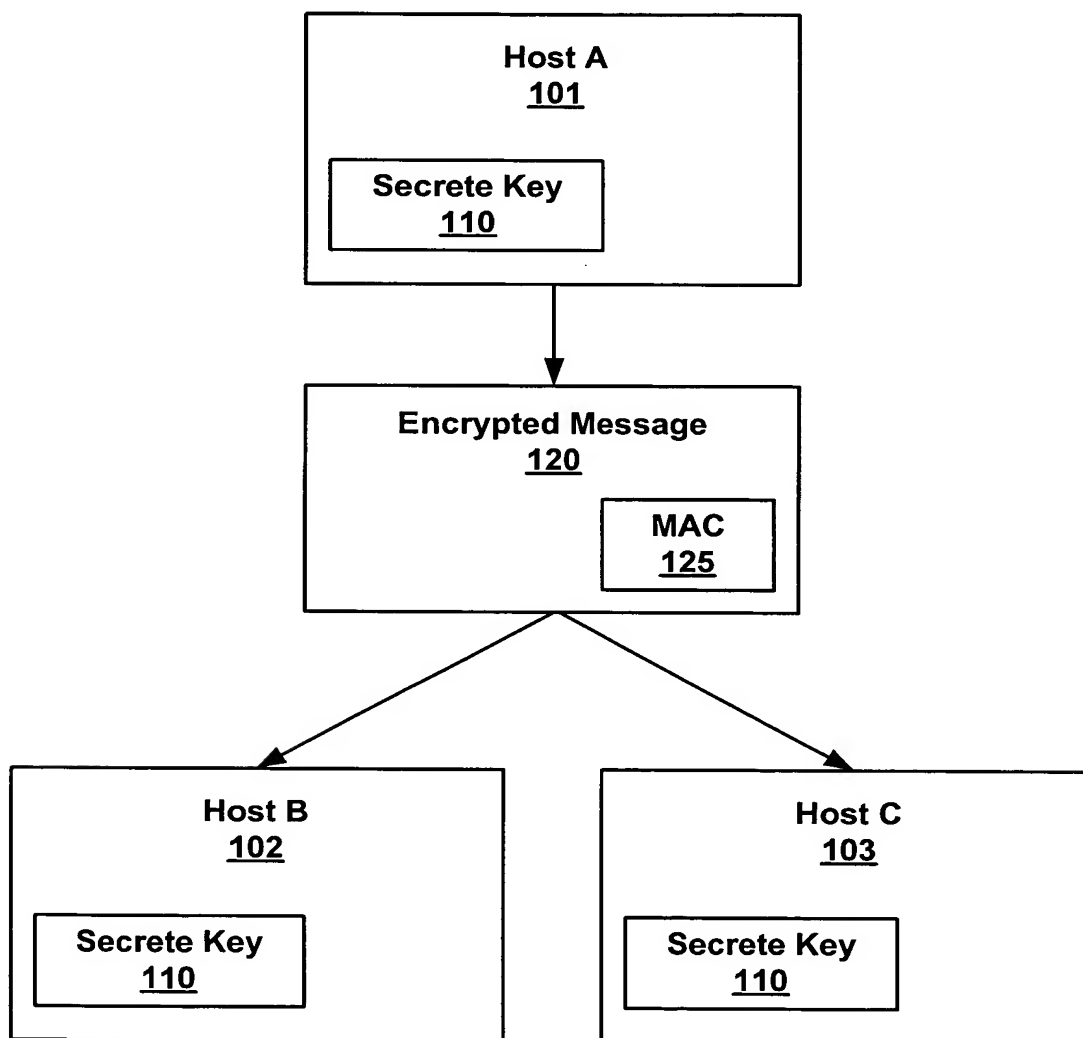 Host A
101
Secrete Key
110
Encrypted Message
120
MAC
125
Host B
102
Secrete Key
110
Host C
103
Secrete Key
110